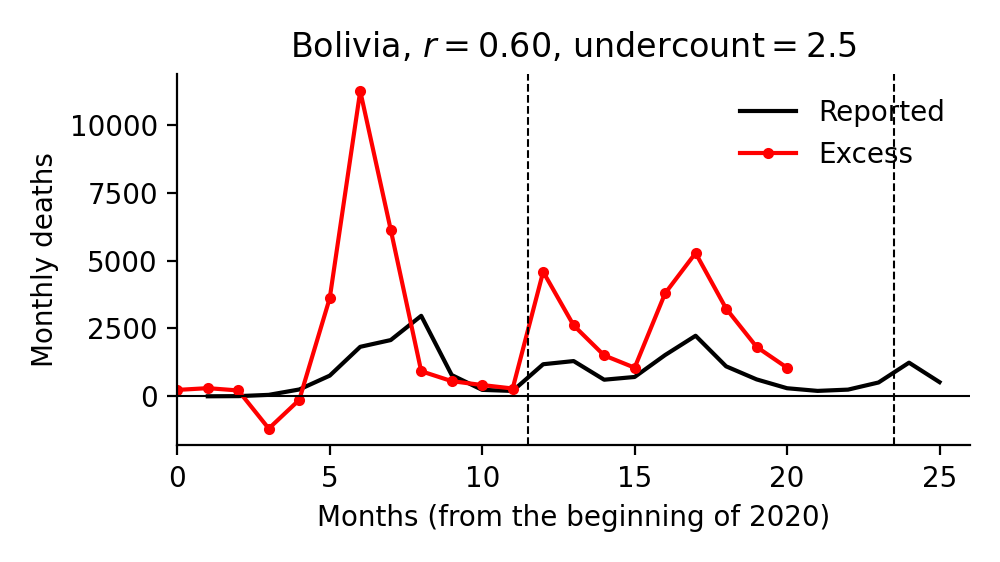 Bolivia, r = 0.60, undercount = 2.5
Reported
Excess
Monthly deaths
10000
7500
5000
2500
0
0 5 10 15 20 25
Months (from the beginning of 2020)